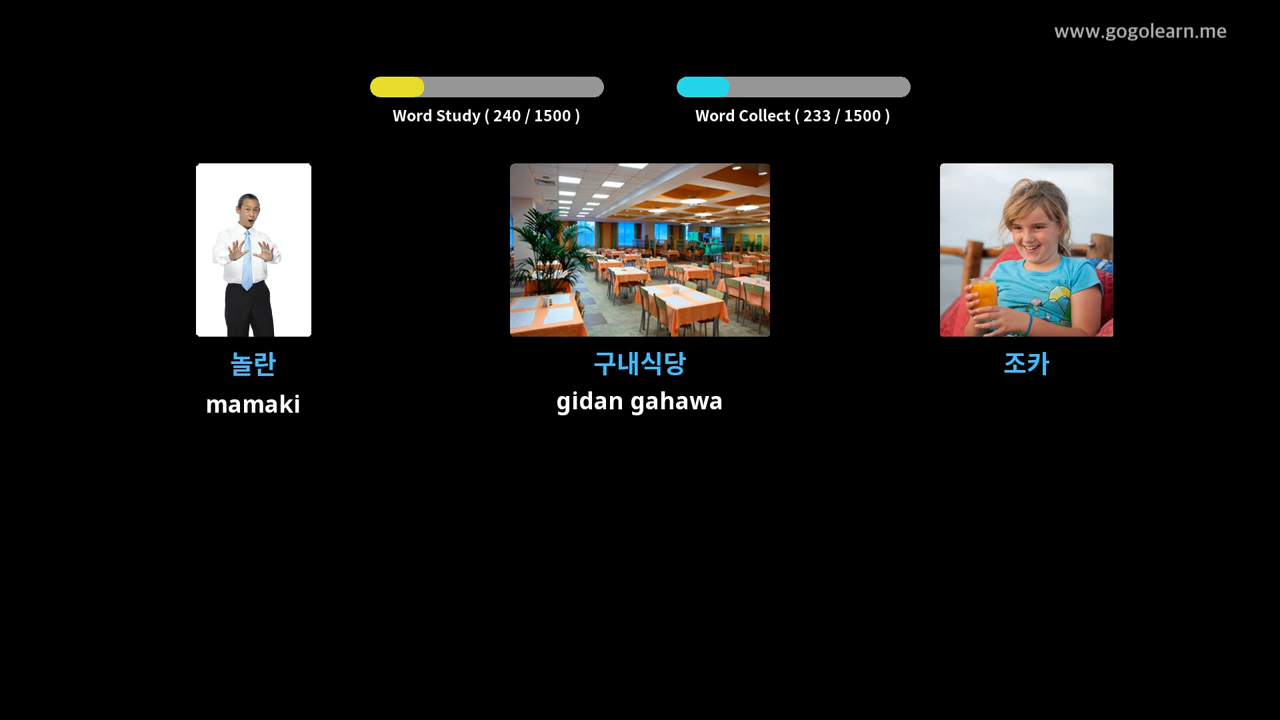 www.gogolearn.me
Word Study ( 240 / 1500 )
Word Collect ( 233 / 1500 )
놀란
구내식당
조카
mamaki
gidan gahawa